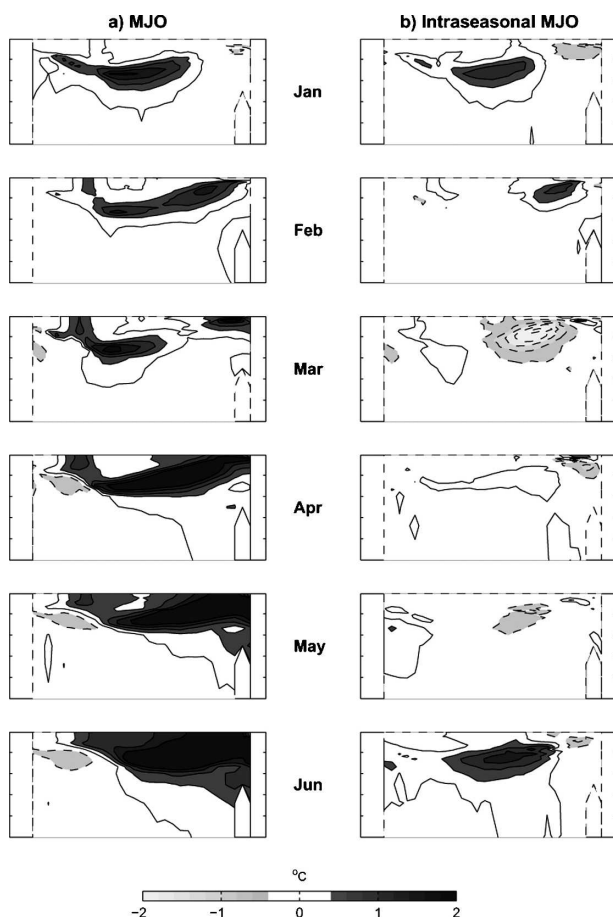 a) MJO
b) Intraseasonal MJO
Jan
Feb
Mar
Apr
May
Jun
°C
−2 −1 0 1 2